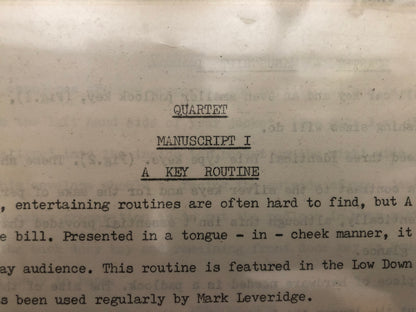 QUARTET
MANUSCRIPT I
A KEY ROUTINE
, entertaining routines are often hard to find, but A
e bill. Presented in a tongue - in - cheek manner, it
ay audience. This routine is featured in the Low Down
s been used regularly by Mark Leveridge.